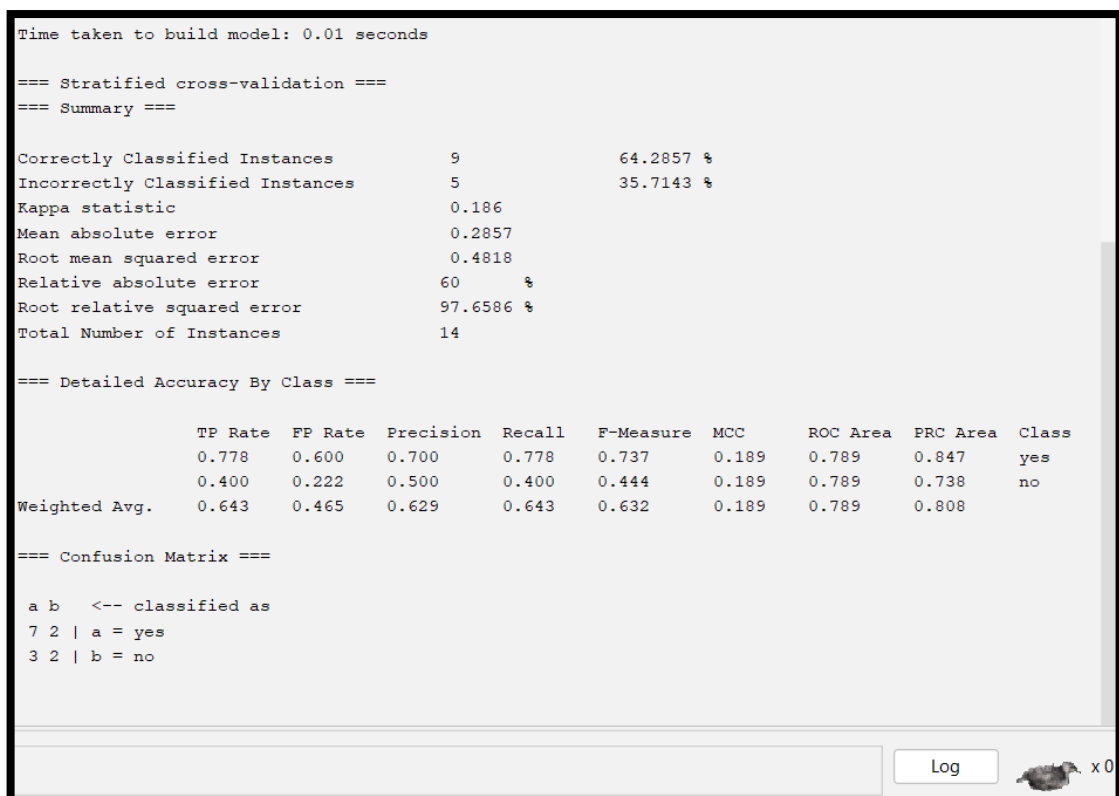 Time taken to build model: 0.01 seconds
=== Stratified cross-validation ===
=== Summary ===
Correctly Classified Instances 9 64.2857 %
Incorrectly Classified Instances 5 35.7143 %
Kappa statistic 0.186
Mean absolute error 0.2857
Root mean squared error 0.4818
Relative absolute error 60 %
Root relative squared error 97.6586 %
Total Number of Instances 14
=== Detailed Accuracy By Class ===
TP Rate FP Rate Precision Recall F-Measure MCC ROC Area PRC Area Class
0.778 0.600 0.700 0.778 0.737 0.189 0.789 0.847 yes
0.400 0.222 0.500 0.400 0.444 0.189 0.789 0.738 no
Weighted Avg. 0.643 0.465 0.629 0.643 0.632 0.189 0.789 0.808
=== Confusion Matrix ===
a b <-- classified as
7 2 | a = yes
3 2 | b = no
Log x 0